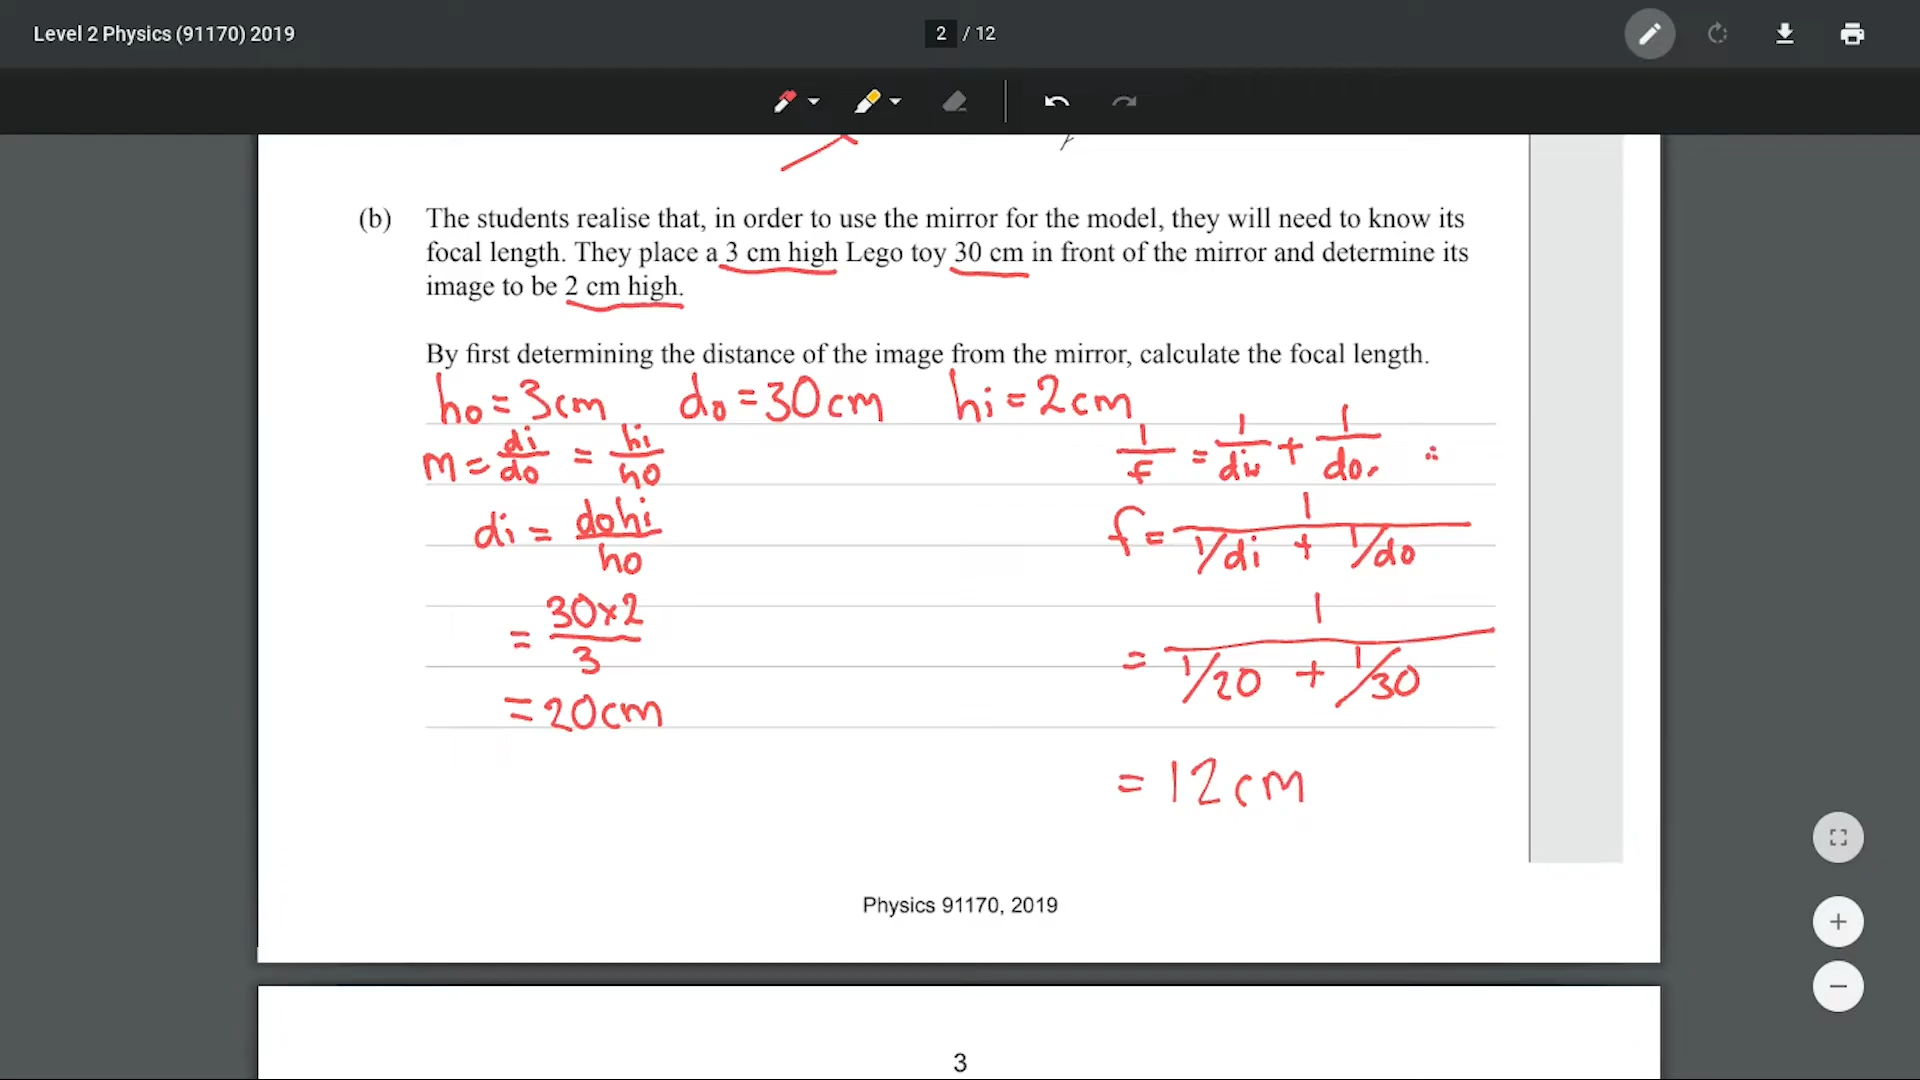 Level 2 Physics (91170) 2019
2 / 12
(b) The students realise that, in order to use the mirror for the model, they will need to know its
focal length. They place a 3 cm high Lego toy 30 cm in front of the mirror and determine its
image to be 2 cm high.
By first determining the distance of the image from the mirror, calculate the focal length.
ho = 3cm do = 30cm hi = 2cm
m = di/do = hi/ho
di = dohi/ho
= 30×2/3
= 20cm
1/f = 1/di + 1/do ∴
f = 1/(1/di + 1/do)
= 1/(1/20 + 1/30)
= 12cm
Physics 91170, 2019
3